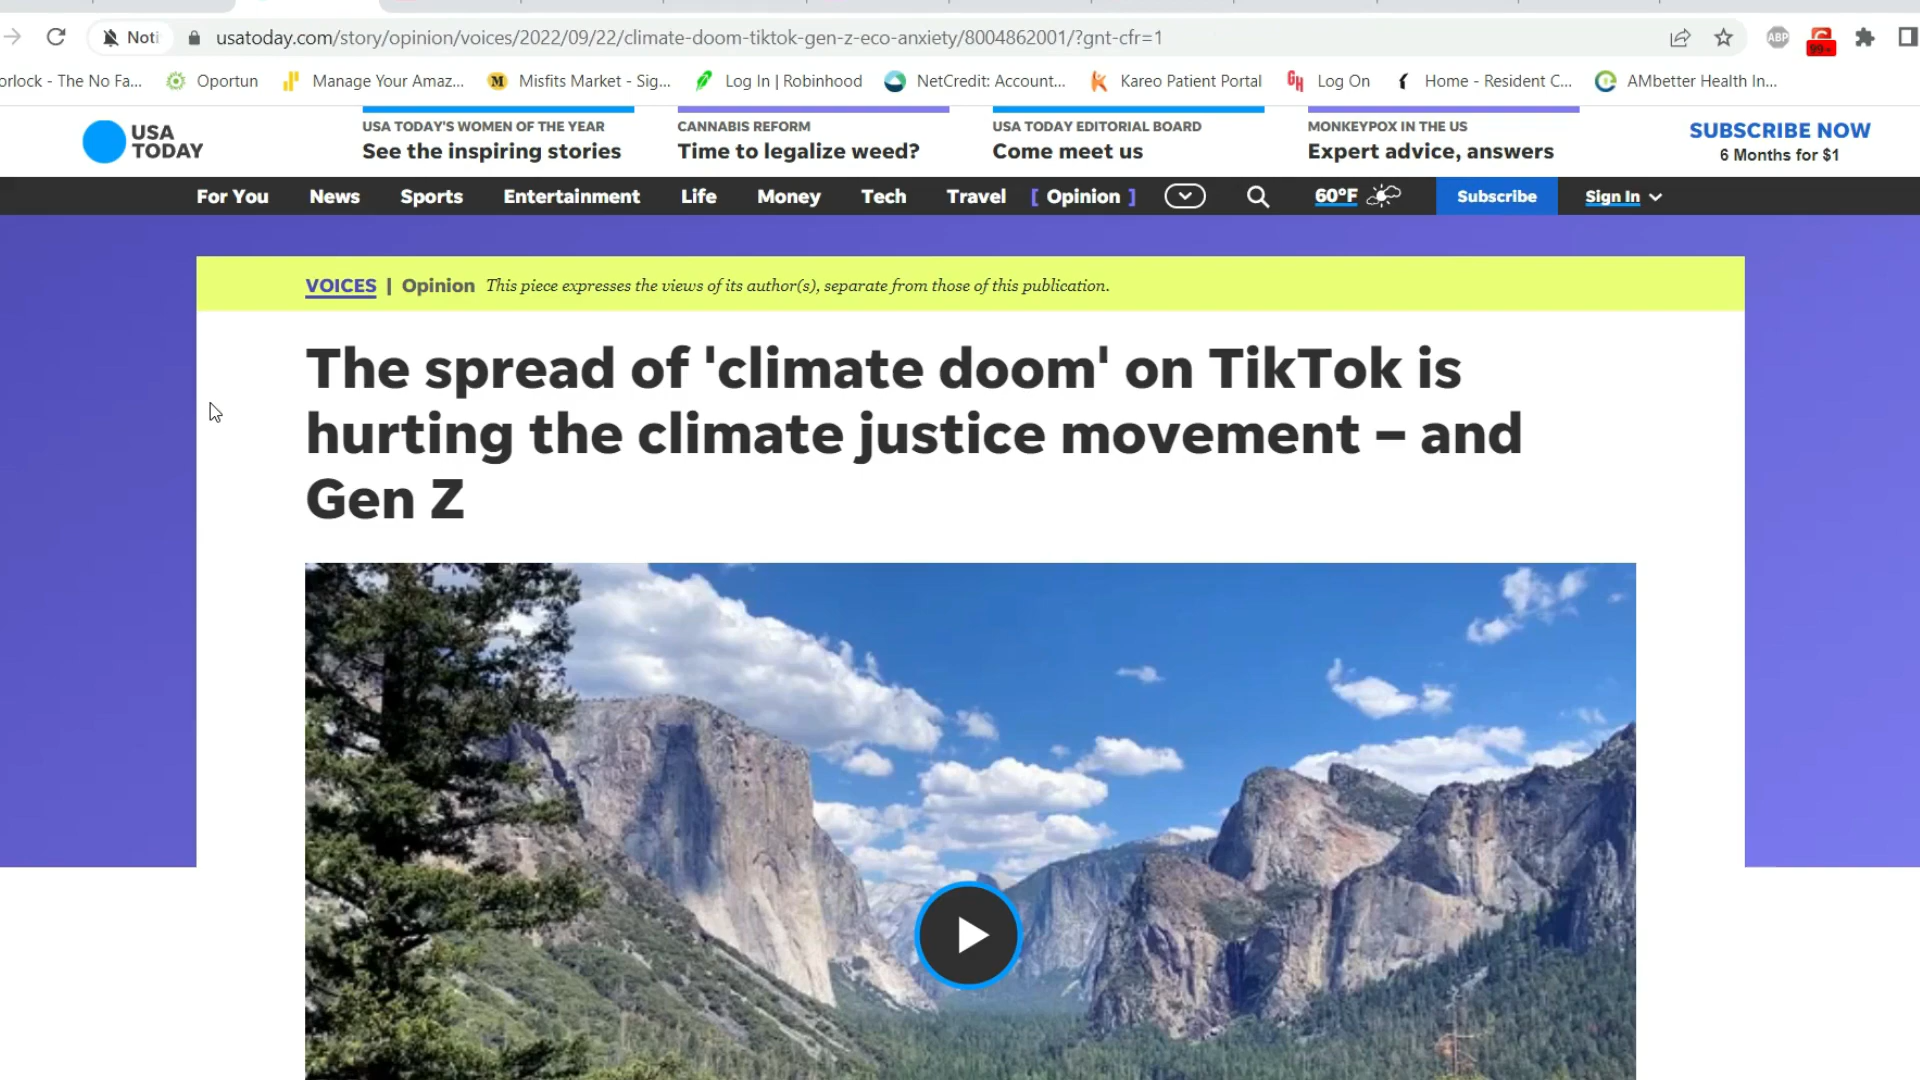 Noti
usatoday.com/story/opinion/voices/2022/09/22/climate-doom-tiktok-gen-z-eco-anxiety/8004862001/?gnt-cfr=1
ABP
99+
orlock - The No Fa...
Oportun
Manage Your Amaz...
M
Misfits Market - Sig...
Log In | Robinhood
NetCredit: Account...
Kareo Patient Portal
GH
Log On
Home - Resident C...
AMbetter Health In...
USA
TODAY
USA TODAY'S WOMEN OF THE YEAR
See the inspiring stories
CANNABIS REFORM
Time to legalize weed?
USA TODAY EDITORIAL BOARD
Come meet us
MONKEYPOX IN THE US
Expert advice, answers
SUBSCRIBE NOW
6 Months for $1
For You
News
Sports
Entertainment
Life
Money
Tech
Travel
[ Opinion ]
60°F
Subscribe
Sign In
VOICES | Opinion This piece expresses the views of its author(s), separate from those of this publication.
The spread of 'climate doom' on TikTok is
hurting the climate justice movement – and
Gen Z